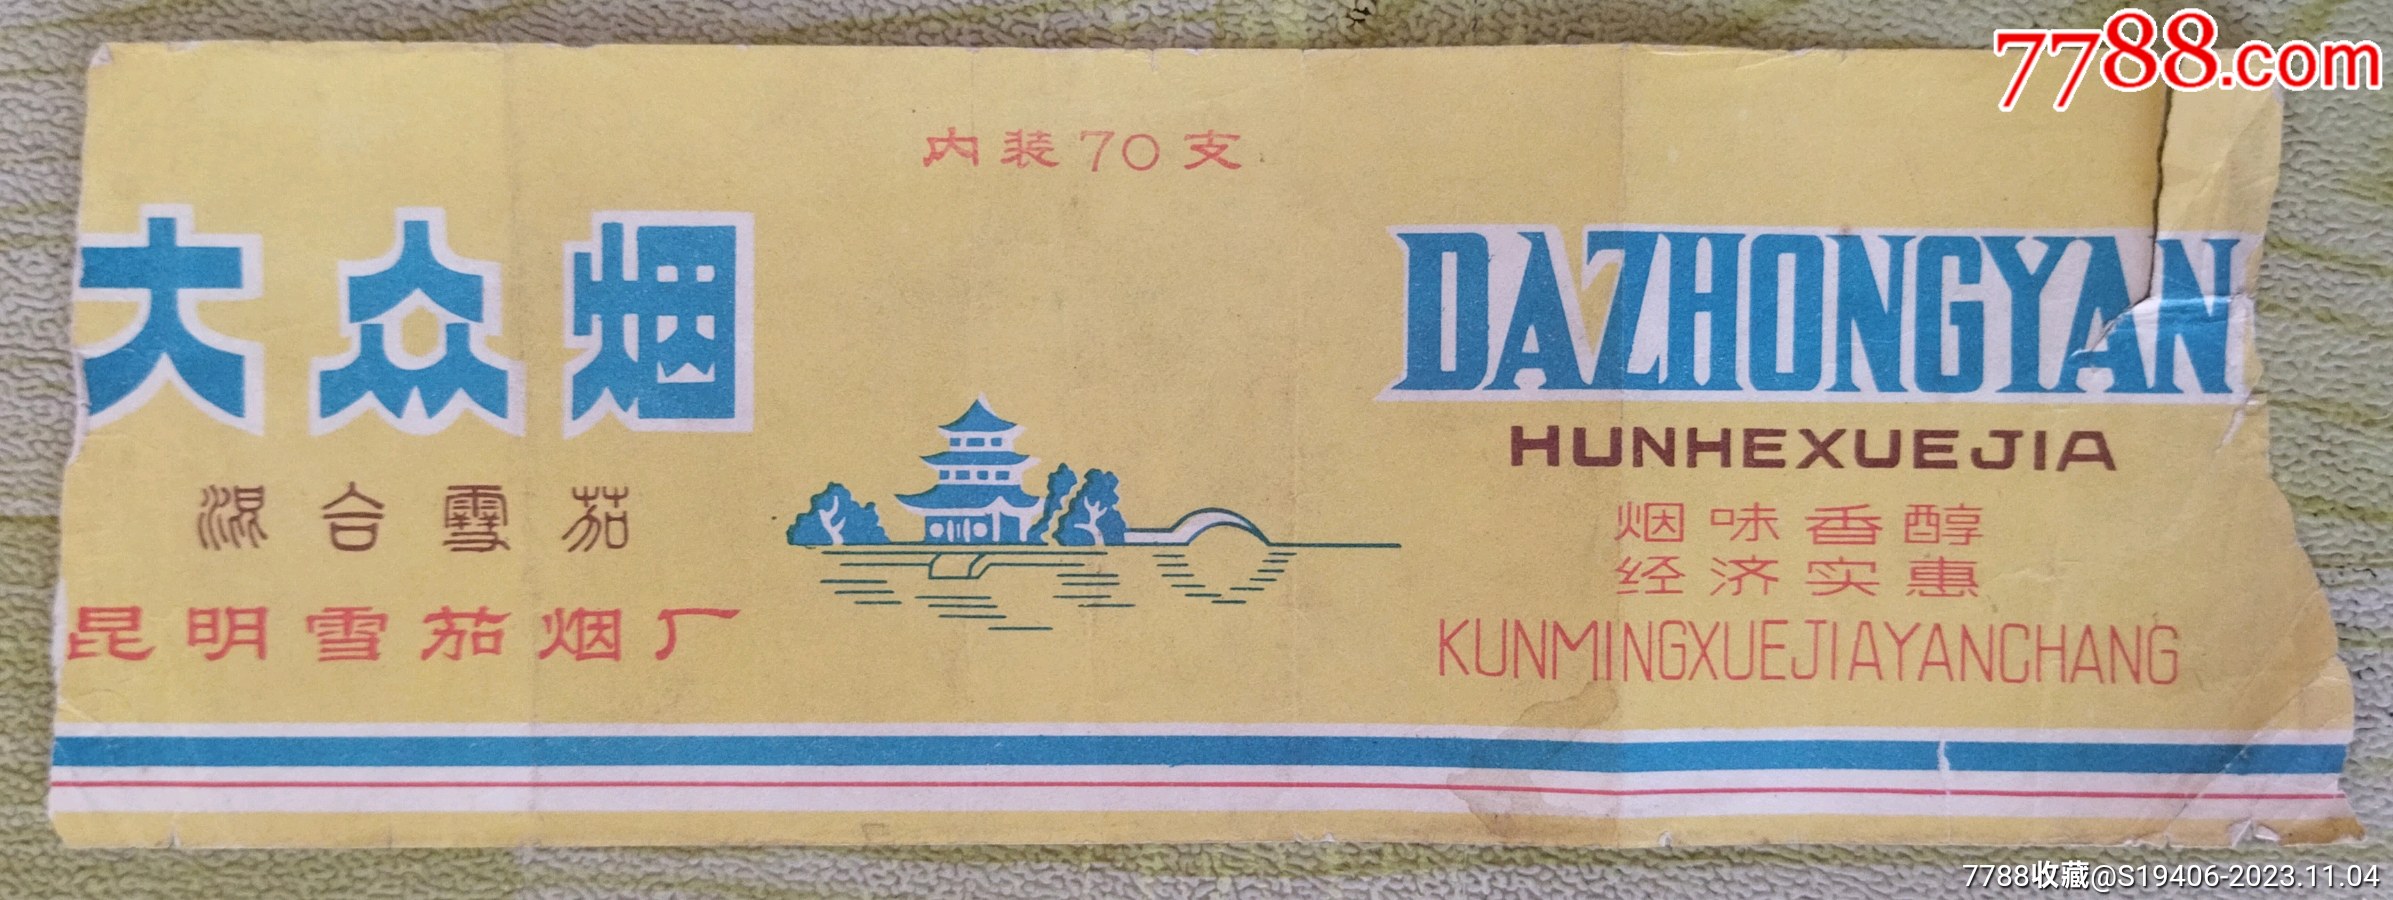 7788.com
内装70支
大众烟
混合雪茄
昆明雪茄烟厂
DAZHONGYAN
HUNHEXUEJIA
烟味香醇
经济实惠
KUNMINGXUEJIAYANCHANG
7788收藏@S19406-2023.11.04